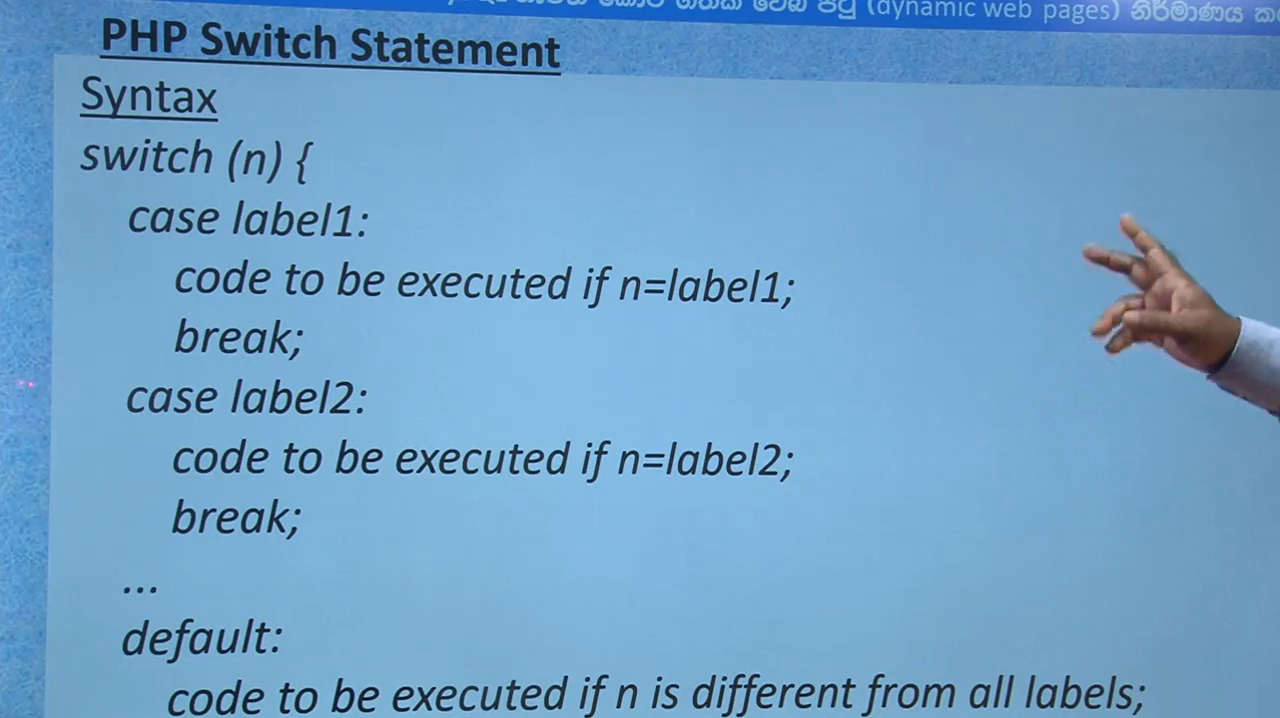 වෙබ් පිටු (dynamic web pages) නිර්මාණය
PHP Switch Statement
Syntax
switch (n) {
case label1:
code to be executed if n=label1;
break;
case label2:
code to be executed if n=label2;
break;
...
default:
code to be executed if n is different from all labels;